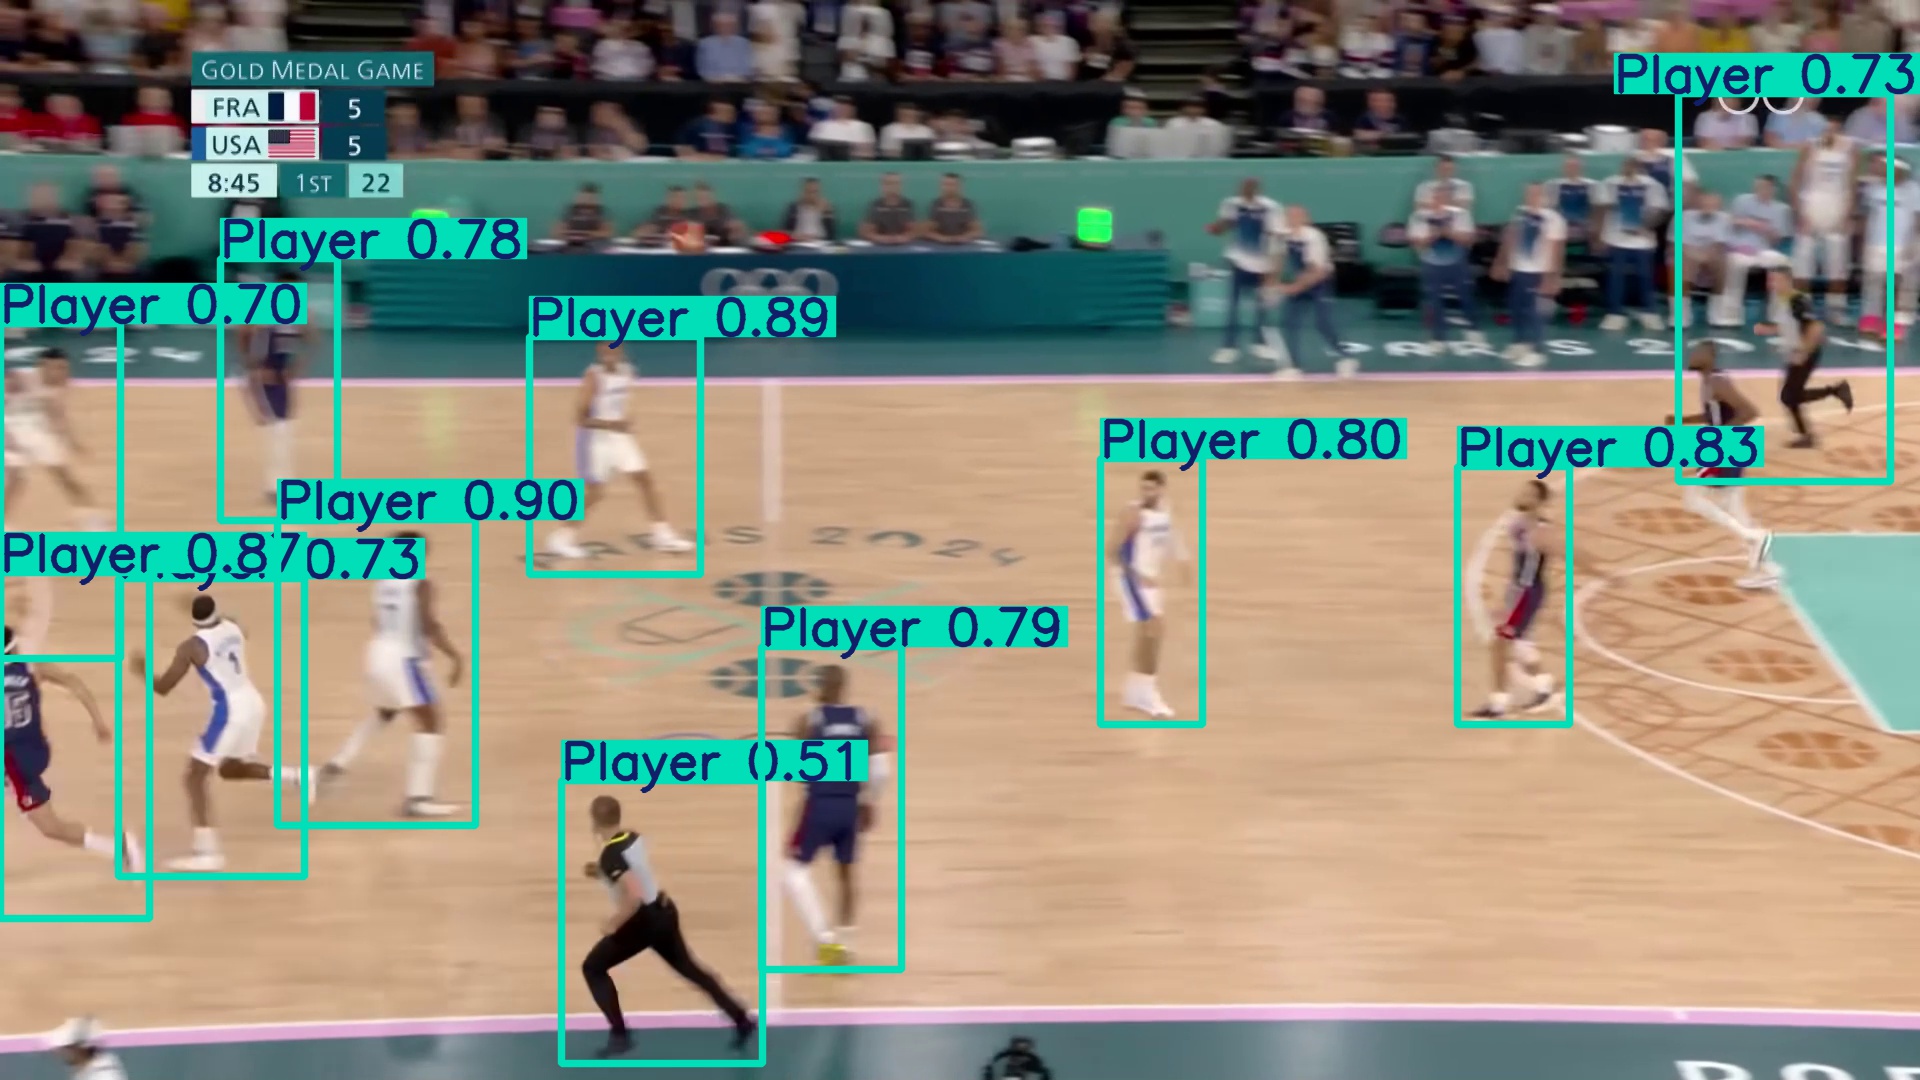 GOLD MEDAL GAME
FRA 5
USA 5
8:45 1ST 22
Player 0.73
Player 0.78
Player 0.70
Player 0.89
Player 0.80
Player 0.83
Player 0.90
Player 0.87
0.73
Player 0.79
Player 0.51
PARIS 2024
1